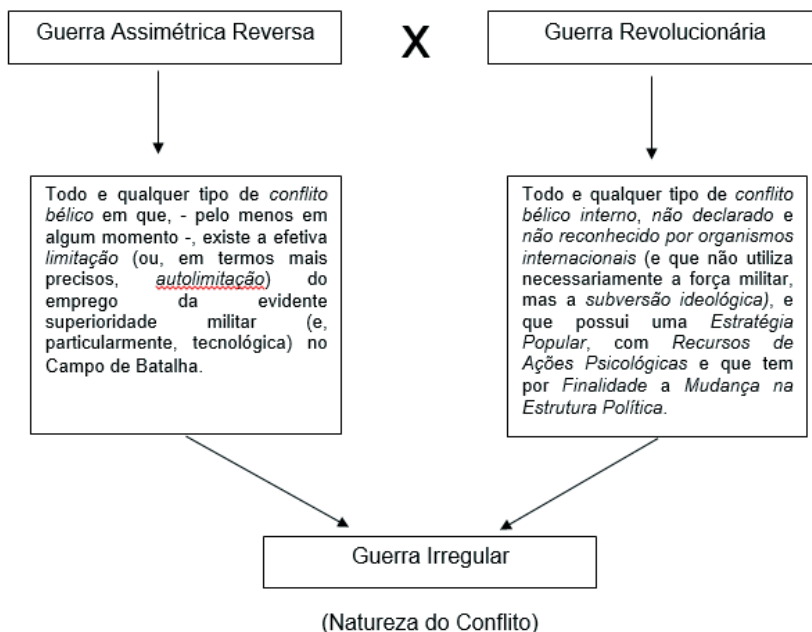 Guerra Assimétrica Reversa
X
Guerra Revolucionária
Todo e qualquer tipo de conflito
bélico em que, - pelo menos em
algum momento -, existe a efetiva
limitação (ou, em termos mais
precisos, autolimitação) do
emprego da evidente
superioridade militar (e,
particularmente, tecnológica) no
Campo de Batalha.
Todo e qualquer tipo de conflito
bélico interno, não declarado e
não reconhecido por organismos
internacionais (e que não utiliza
necessariamente a força militar,
mas a subversão ideológica), e
que possui uma Estratégia
Popular, com Recursos de
Ações Psicológicas e que tem
por Finalidade a Mudança na
Estrutura Política.
Guerra Irregular
(Natureza do Conflito)